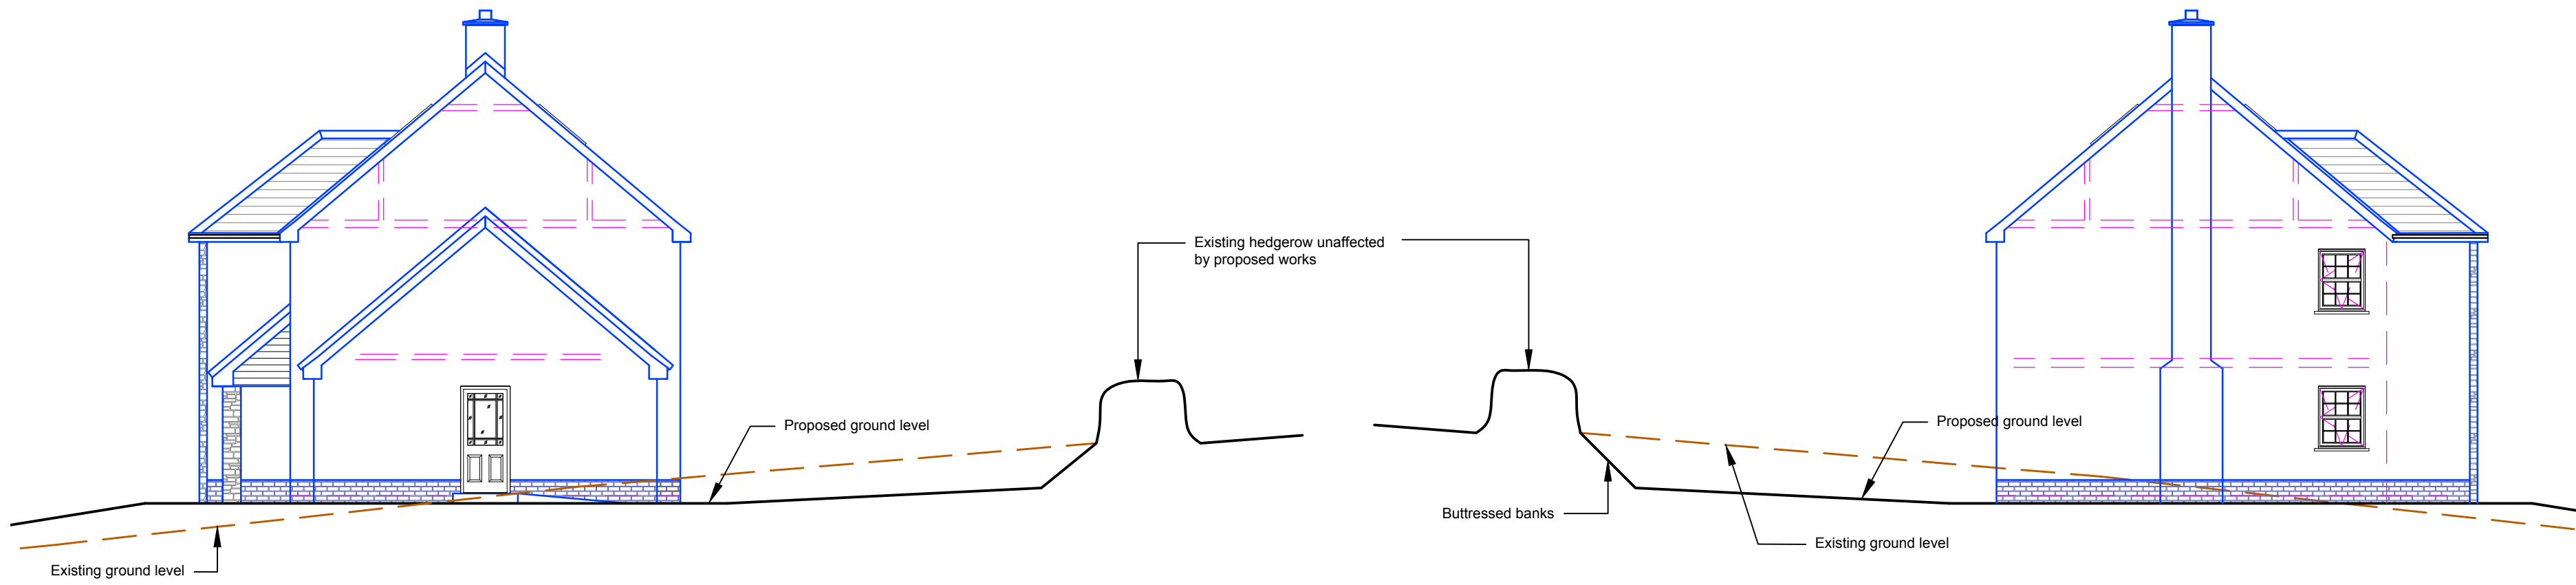 Existing hedgerow unaffected
by proposed works
Proposed ground level
Proposed ground level
Buttressed banks
Existing ground level
Existing ground level